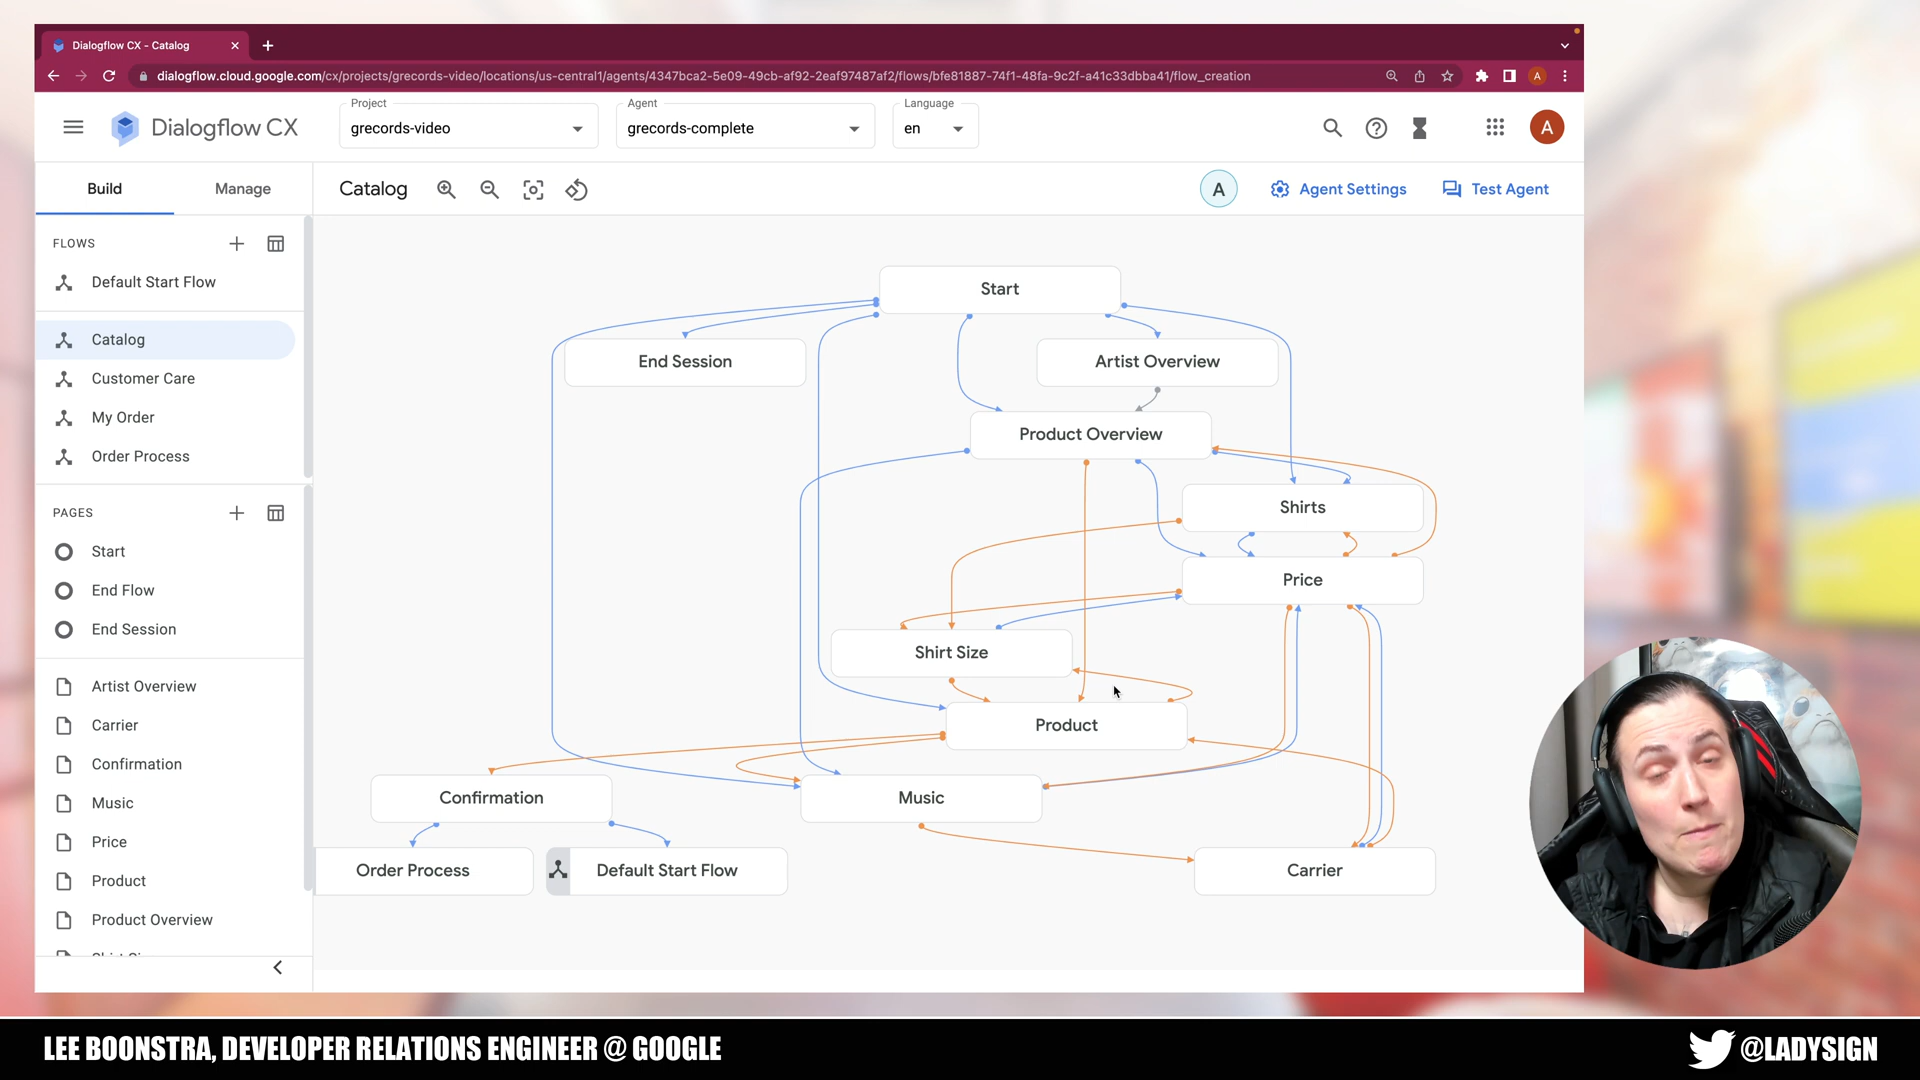 Dialogflow CX - Catalog
dialogflow.cloud.google.com/cx/projects/grecords-video/locations/us-central1/agents/4347bca2-5e09-49cb-af92-2eaf97487af2/flows/bfe81887-74f1-48fa-9c2f-a41c33dbba41/flow_creation
A
Dialogflow CX
Project
grecords-video
Agent
grecords-complete
Language
en
A
Build
Manage
Catalog
A
Agent Settings
Test Agent
FLOWS
Default Start Flow
Catalog
Customer Care
My Order
Order Process
PAGES
Start
End Flow
End Session
Artist Overview
Carrier
Confirmation
Music
Price
Product
Product Overview
Start
End Session
Artist Overview
Product Overview
Shirts
Price
Shirt Size
Product
Confirmation
Music
Order Process
Default Start Flow
Carrier
LEE BOONSTRA, DEVELOPER RELATIONS ENGINEER @ GOOGLE
@LADYSIGN